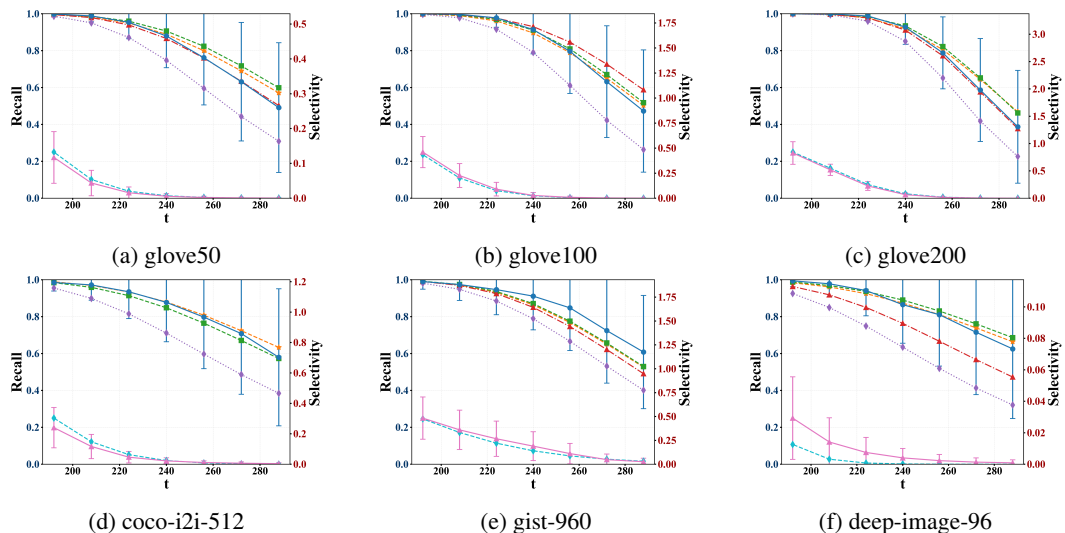 1.0 0.8 0.6 0.4 0.2 0.0
Recall
0.5 0.4 0.3 0.2 0.1 0.0
Selectivity
200 220 240 260 280
t
(a) glove50
1.0 0.8 0.6 0.4 0.2 0.0
Recall
1.75 1.50 1.25 1.00 0.75 0.50 0.25 0.00
Selectivity
200 220 240 260 280
t
(b) glove100
1.0 0.8 0.6 0.4 0.2 0.0
Recall
3.0 2.5 2.0 1.5 1.0 0.5 0.0
Selectivity
200 220 240 260 280
t
(c) glove200
1.0 0.8 0.6 0.4 0.2 0.0
Recall
1.2 1.0 0.8 0.6 0.4 0.2 0.0
Selectivity
200 220 240 260 280
t
(d) coco-i2i-512
1.0 0.8 0.6 0.4 0.2 0.0
Recall
1.75 1.50 1.25 1.00 0.75 0.50 0.25 0.00
Selectivity
200 220 240 260 280
t
(e) gist-960
1.0 0.8 0.6 0.4 0.2 0.0
Recall
0.10 0.08 0.06 0.04 0.02 0.00
Selectivity
200 220 240 260 280
t
(f) deep-image-96